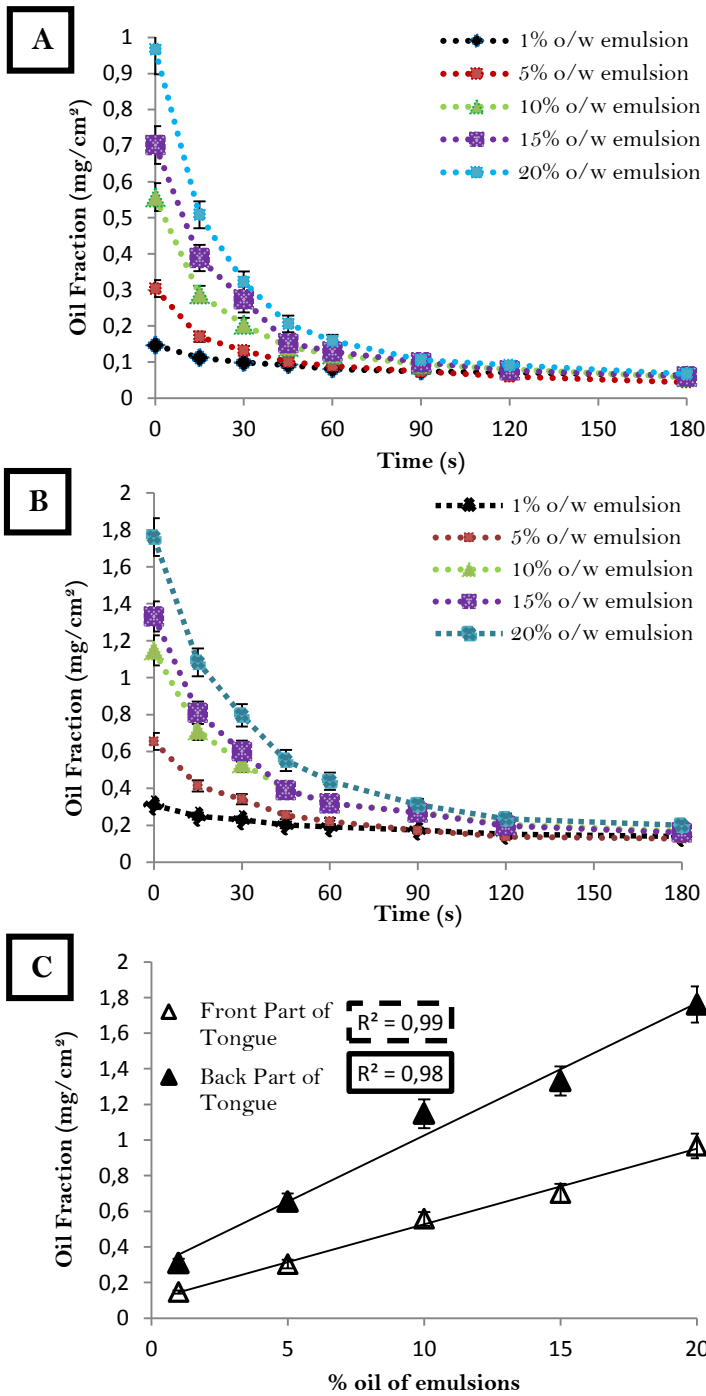 A
Oil Fraction (mg/cm²)
1
0,9
0,8
0,7
0,6
0,5
0,4
0,3
0,2
0,1
0
1% o/w emulsion
5% o/w emulsion
10% o/w emulsion
15% o/w emulsion
20% o/w emulsion
0 30 60 90 120 150 180
Time (s)
B
Oil Fraction (mg/cm²)
2
1,8
1,6
1,4
1,2
1
0,8
0,6
0,4
0,2
0
1% o/w emulsion
5% o/w emulsion
10% o/w emulsion
15% o/w emulsion
20% o/w emulsion
0 30 60 90 120 150 180
Time (s)
C
Oil Fraction (mg/cm²)
2
1,8
1,6
1,4
1,2
1
0,8
0,6
0,4
0,2
0
Front Part of
Tongue
R² = 0,99
Back Part of
Tongue
R² = 0,98
0 5 10 15 20
% oil of emulsions